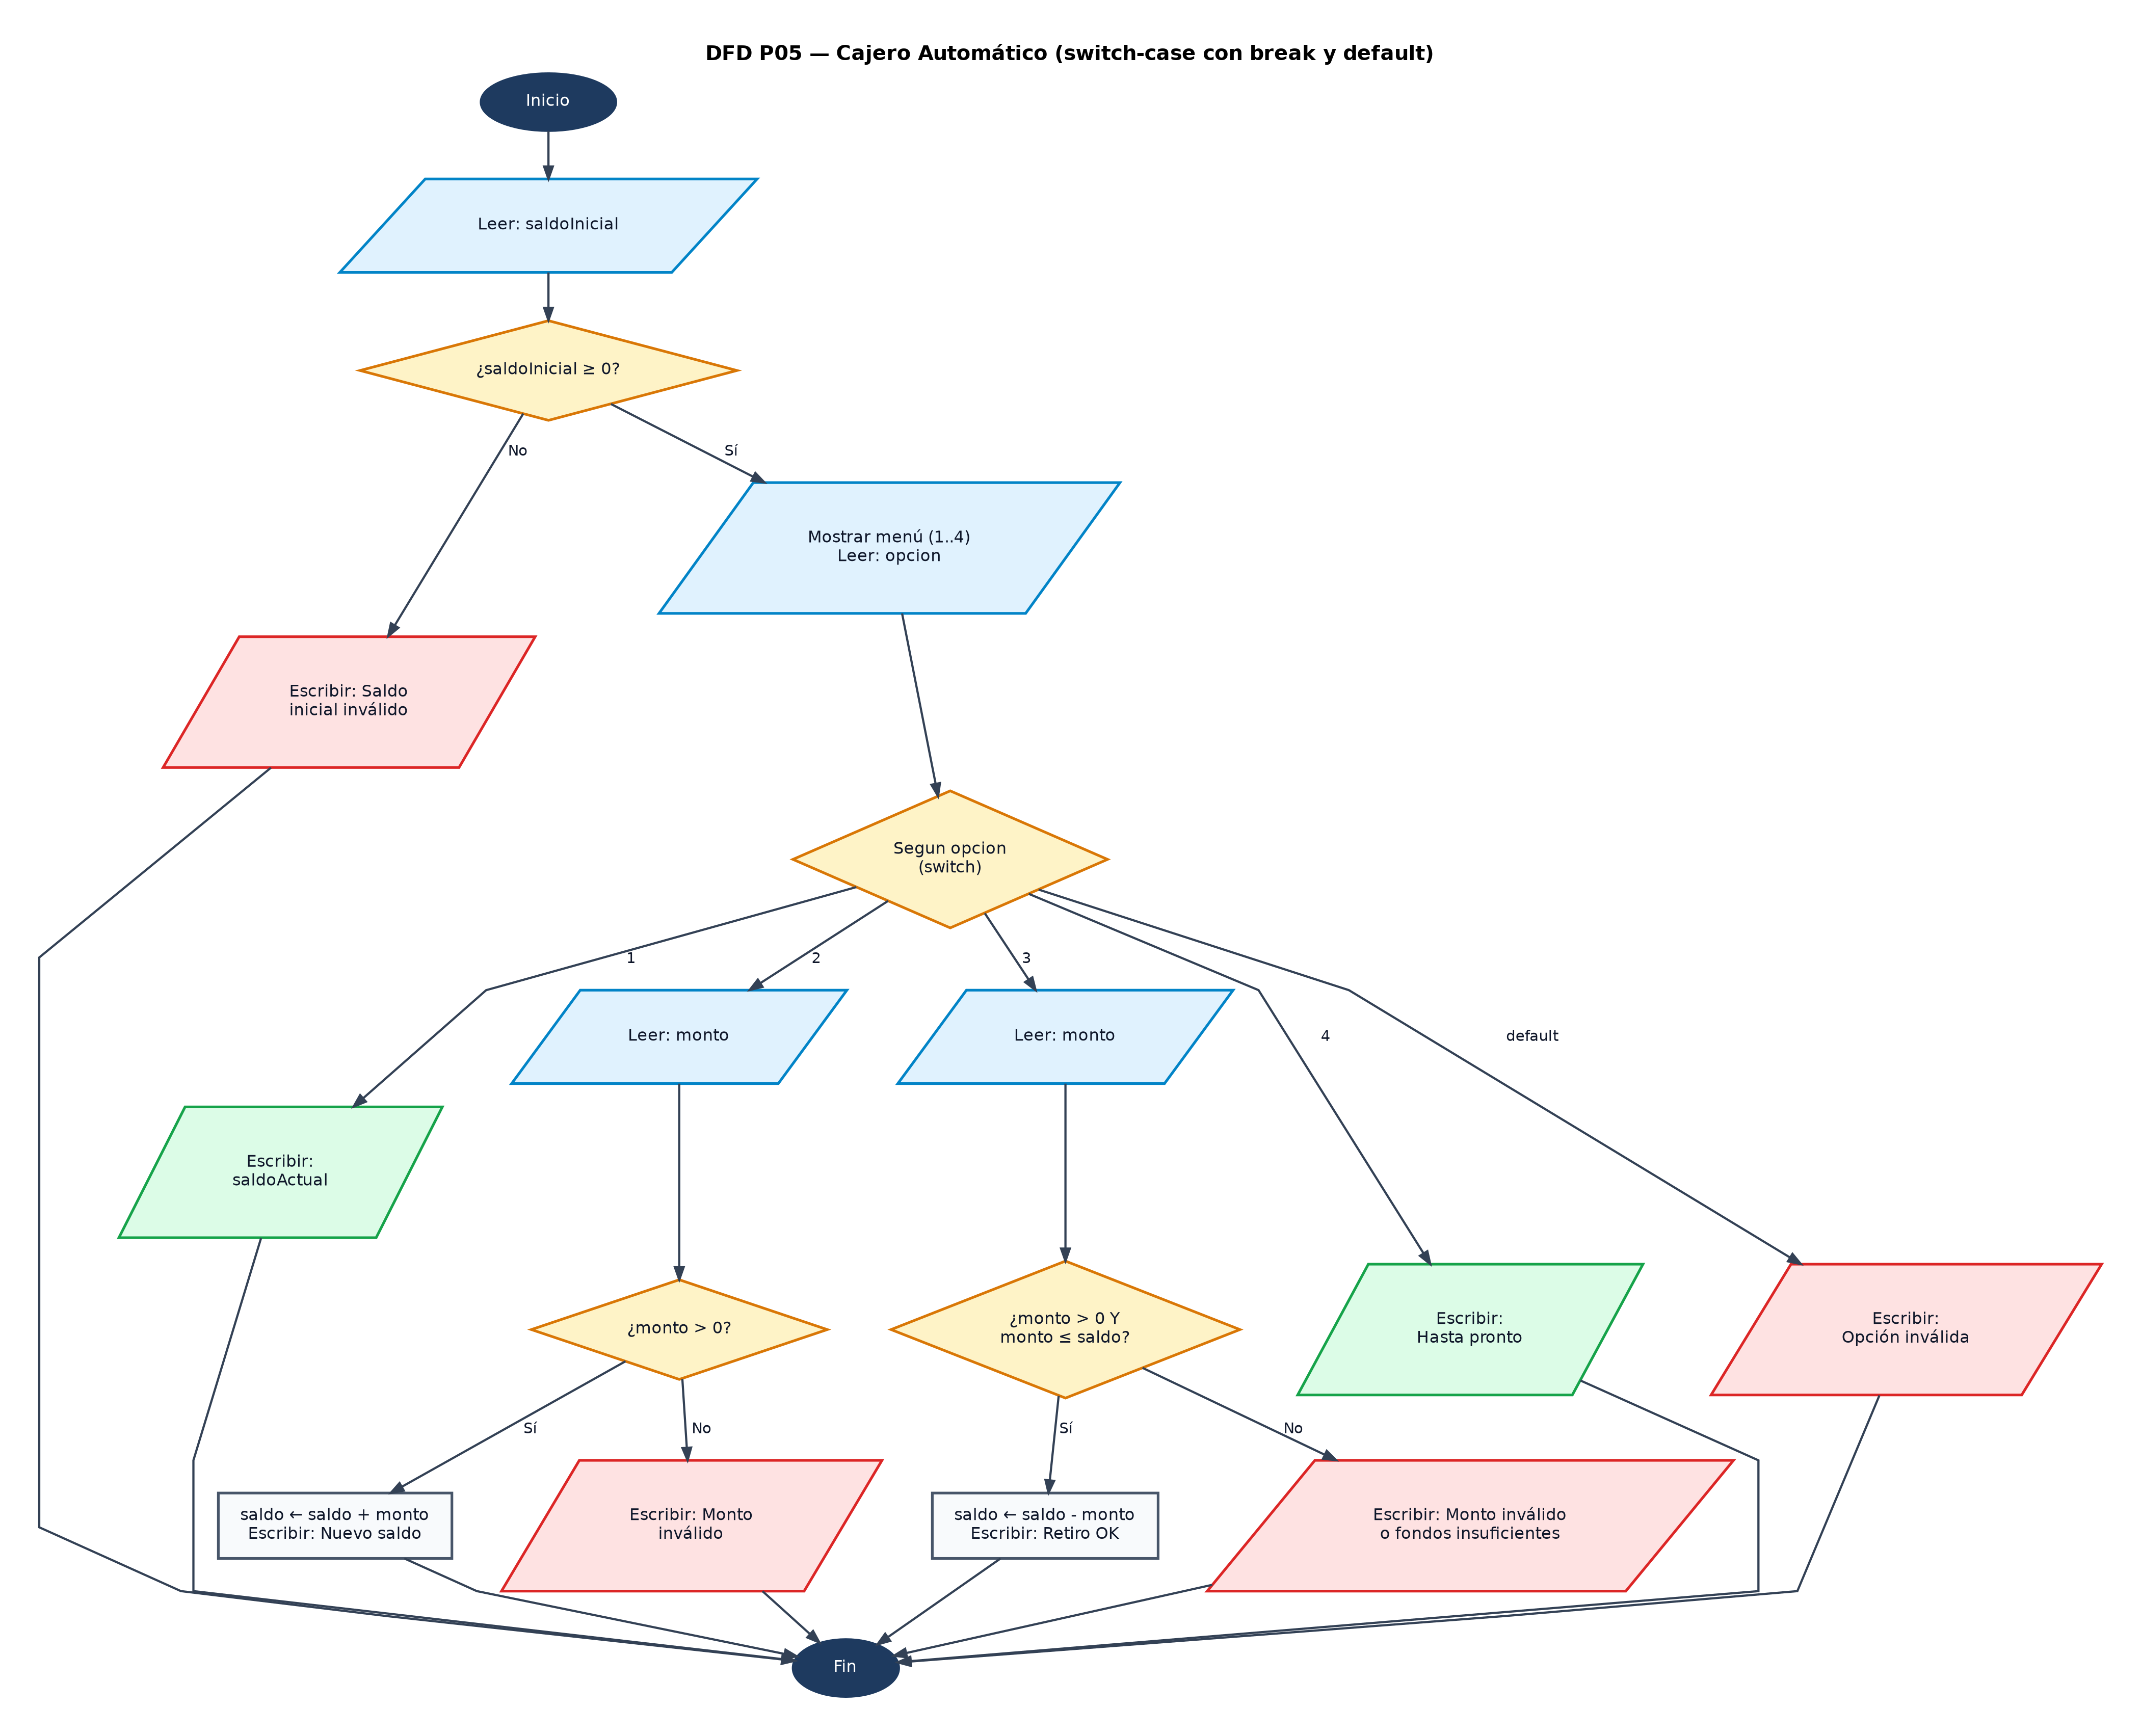 DFD P05 — Cajero Automático (switch-case con break y default)
Inicio
Leer: saldoInicial
¿saldoInicial ≥ 0?
No
Sí
Mostrar menú (1..4)
Leer: opcion
Escribir: Saldo
inicial inválido
Segun opcion
(switch)
1
2
3
4
default
Leer: monto
Leer: monto
Escribir:
saldoActual
¿monto > 0?
¿monto > 0 Y
monto ≤ saldo?
Escribir:
Hasta pronto
Escribir:
Opción inválida
Sí
No
Sí
No
saldo ← saldo + monto
Escribir: Nuevo saldo
Escribir: Monto
inválido
saldo ← saldo - monto
Escribir: Retiro OK
Escribir: Monto inválido
o fondos insuficientes
Fin